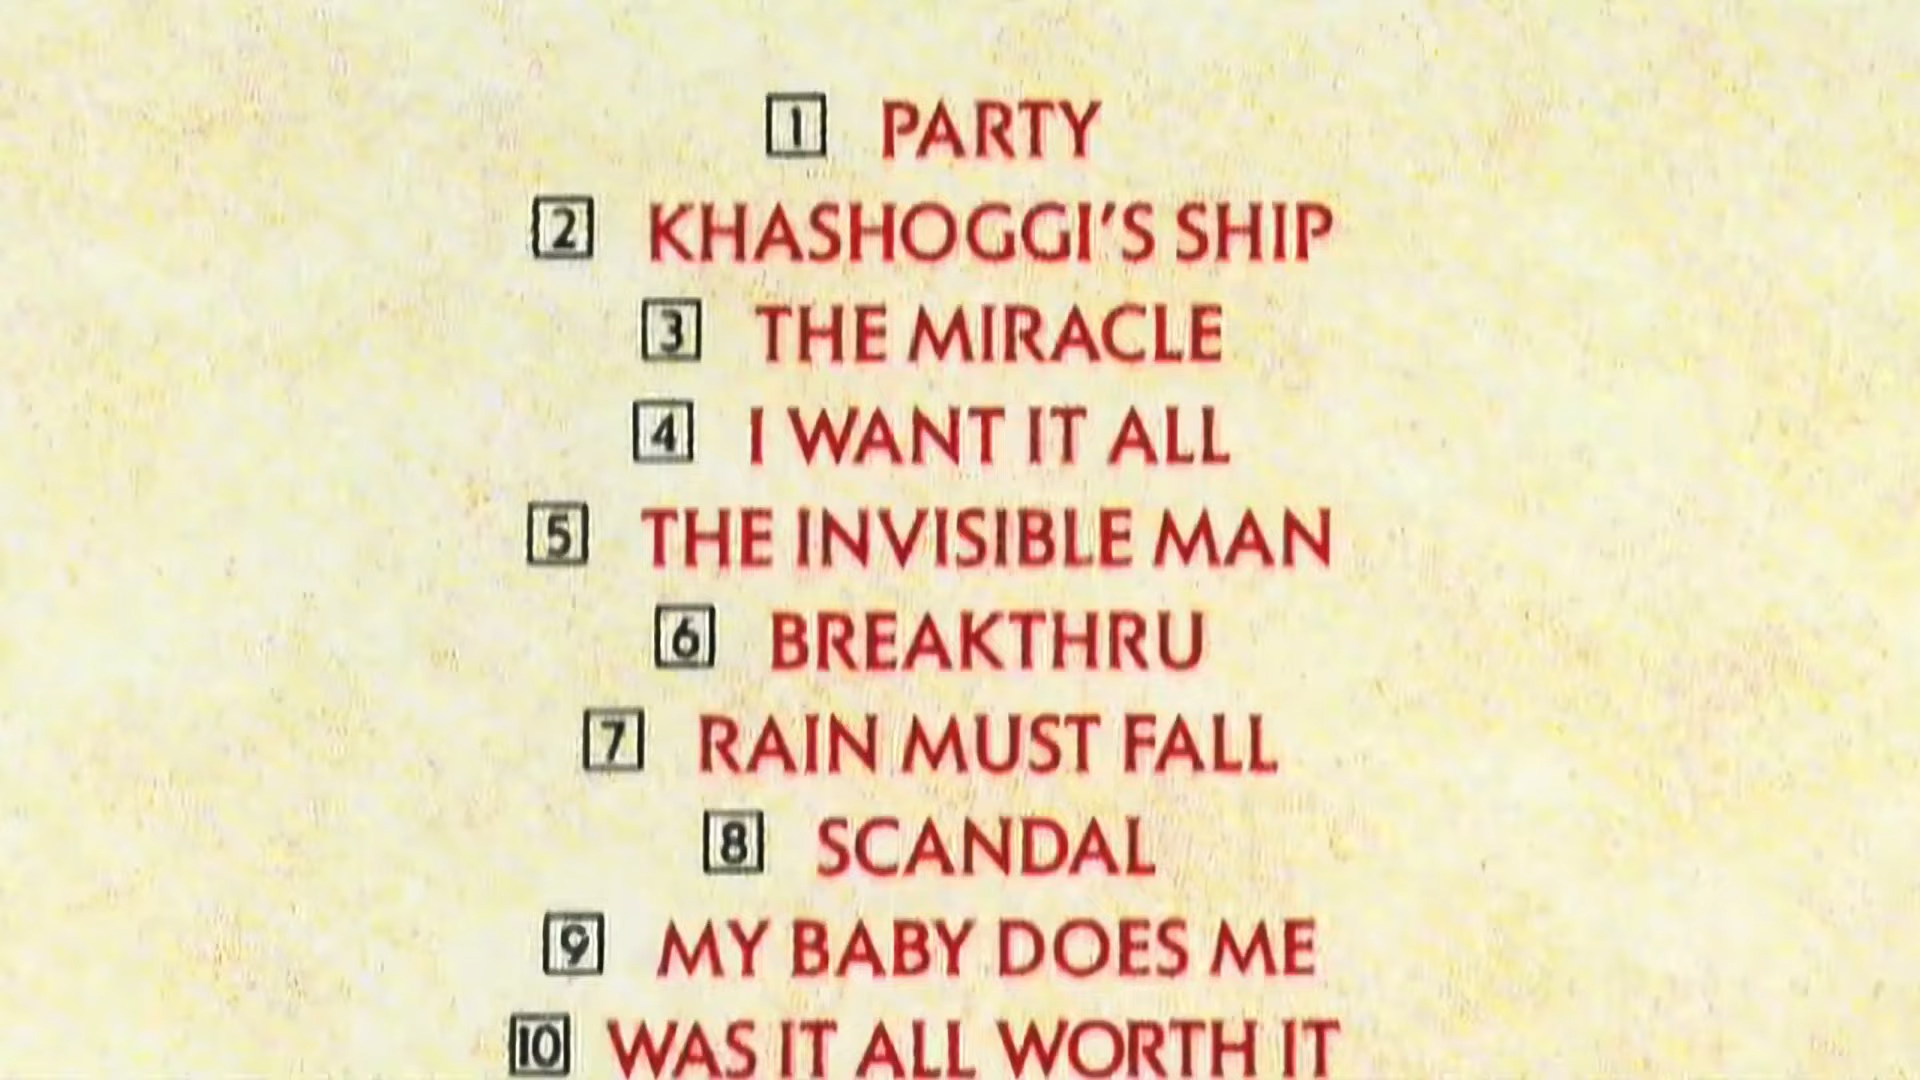 1 PARTY
2 KHASHOGGI'S SHIP
3 THE MIRACLE
4 I WANT IT ALL
5 THE INVISIBLE MAN
6 BREAKTHRU
7 RAIN MUST FALL
8 SCANDAL
9 MY BABY DOES ME
10 WAS IT ALL WORTH IT